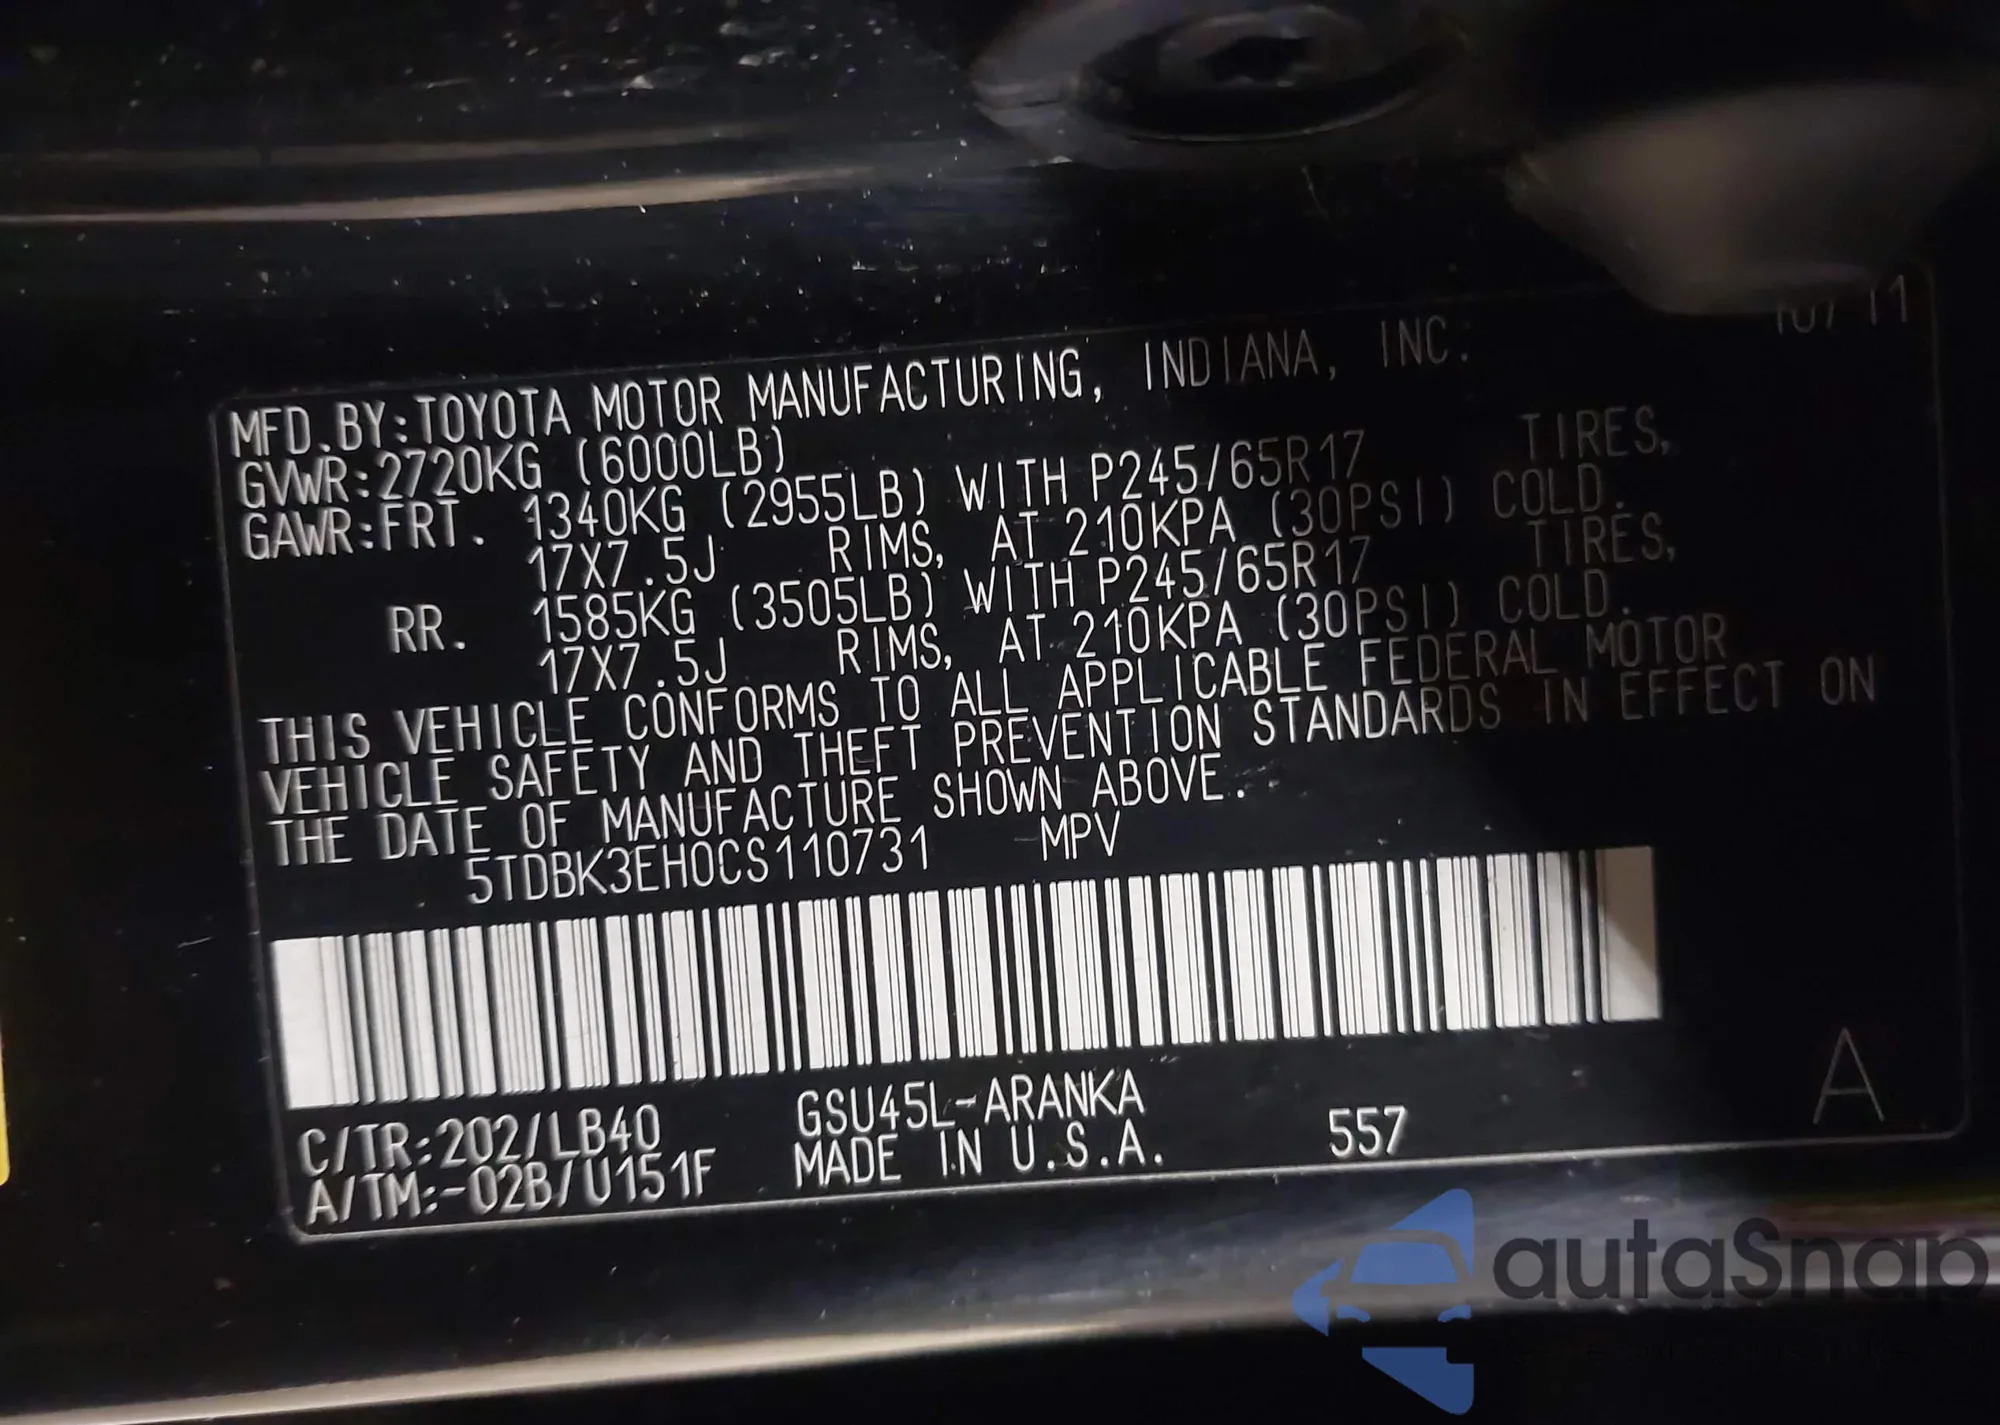 10/11
MFD.BY:TOYOTA MOTOR MANUFACTURING, INDIANA, INC.
GVWR:2720KG (6000LB)
GAWR:FRT. 1340KG (2955LB) WITH P245/65R17 TIRES,
17X7.5J RIMS, AT 210KPA (30PSI) COLD.
RR. 1585KG (3505LB) WITH P245/65R17 TIRES,
17X7.5J RIMS, AT 210KPA (30PSI) COLD.
THIS VEHICLE CONFORMS TO ALL APPLICABLE FEDERAL MOTOR
VEHICLE SAFETY AND THEFT PREVENTION STANDARDS IN EFFECT ON
THE DATE OF MANUFACTURE SHOWN ABOVE.
5TDBK3EH0CS110731 MPV
C/TR:202/LB40 GSU45L-ARANKA
A/TM:-02B/U151F MADE IN U.S.A. 557
A
autaSnap